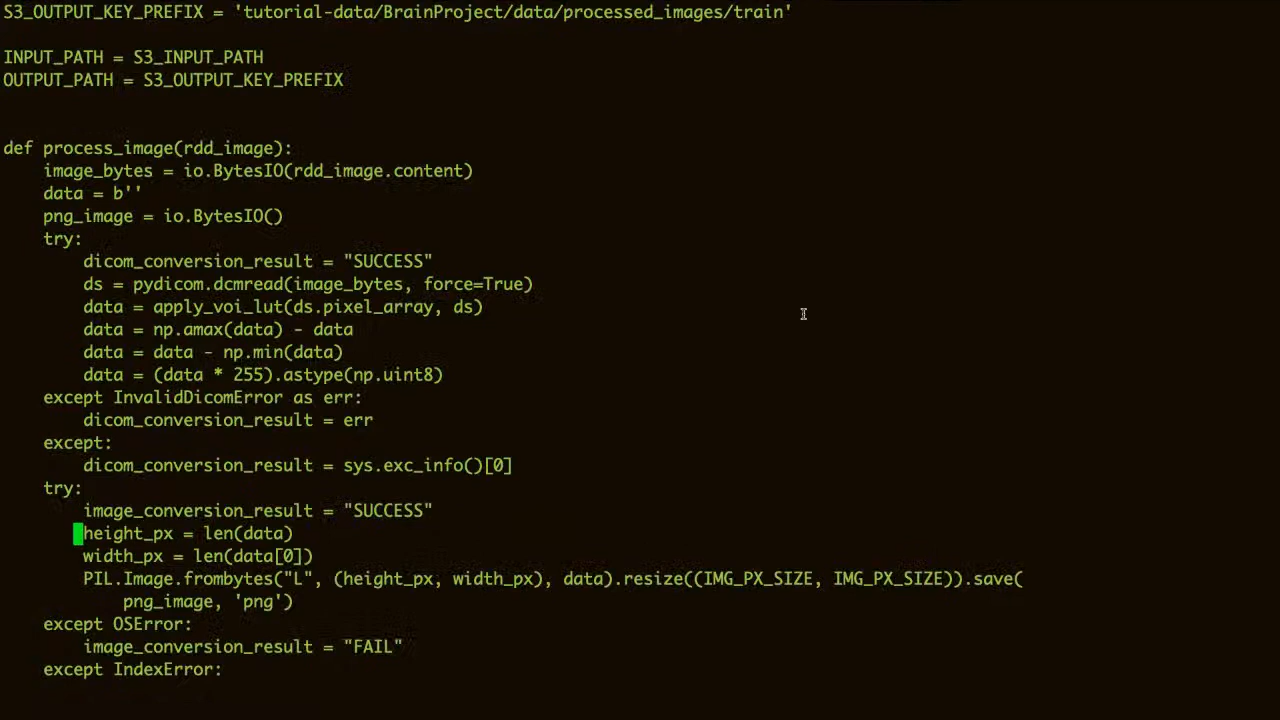 S3_OUTPUT_KEY_PREFIX = 'tutorial-data/BrainProject/data/processed_images/train'
INPUT_PATH = S3_INPUT_PATH
OUTPUT_PATH = S3_OUTPUT_KEY_PREFIX
def process_image(rdd_image):
    image_bytes = io.BytesIO(rdd_image.content)
    data = b''
    png_image = io.BytesIO()
    try:
        dicom_conversion_result = "SUCCESS"
        ds = pydicom.dcmread(image_bytes, force=True)
        data = apply_voi_lut(ds.pixel_array, ds)
        data = np.amax(data) - data
        data = data - np.min(data)
        data = (data * 255).astype(np.uint8)
    except InvalidDicomError as err:
        dicom_conversion_result = err
    except:
        dicom_conversion_result = sys.exc_info()[0]
    try:
        image_conversion_result = "SUCCESS"
        height_px = len(data)
        width_px = len(data[0])
        PIL.Image.frombytes("L", (height_px, width_px), data).resize((IMG_PX_SIZE, IMG_PX_SIZE)).save(
            png_image, 'png')
    except OSError:
        image_conversion_result = "FAIL"
    except IndexError: